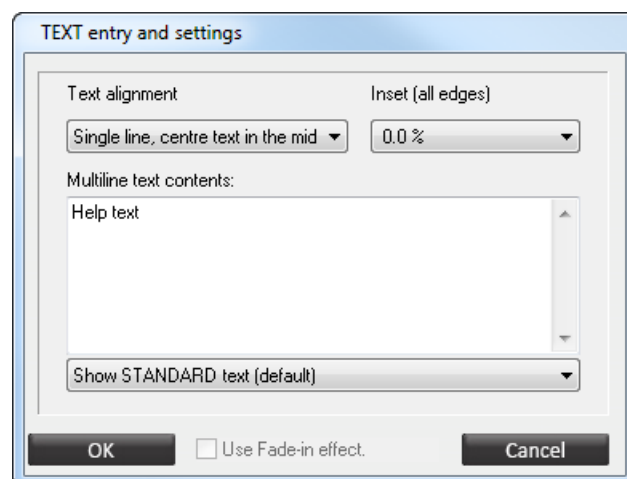 TEXT entry and settings
Text alignment Inset (all edges)
Single line, centre text in the mid 0.0 %
Multiline text contents:
Help text
Show STANDARD text (default)
OK Use Fade-in effect. Cancel